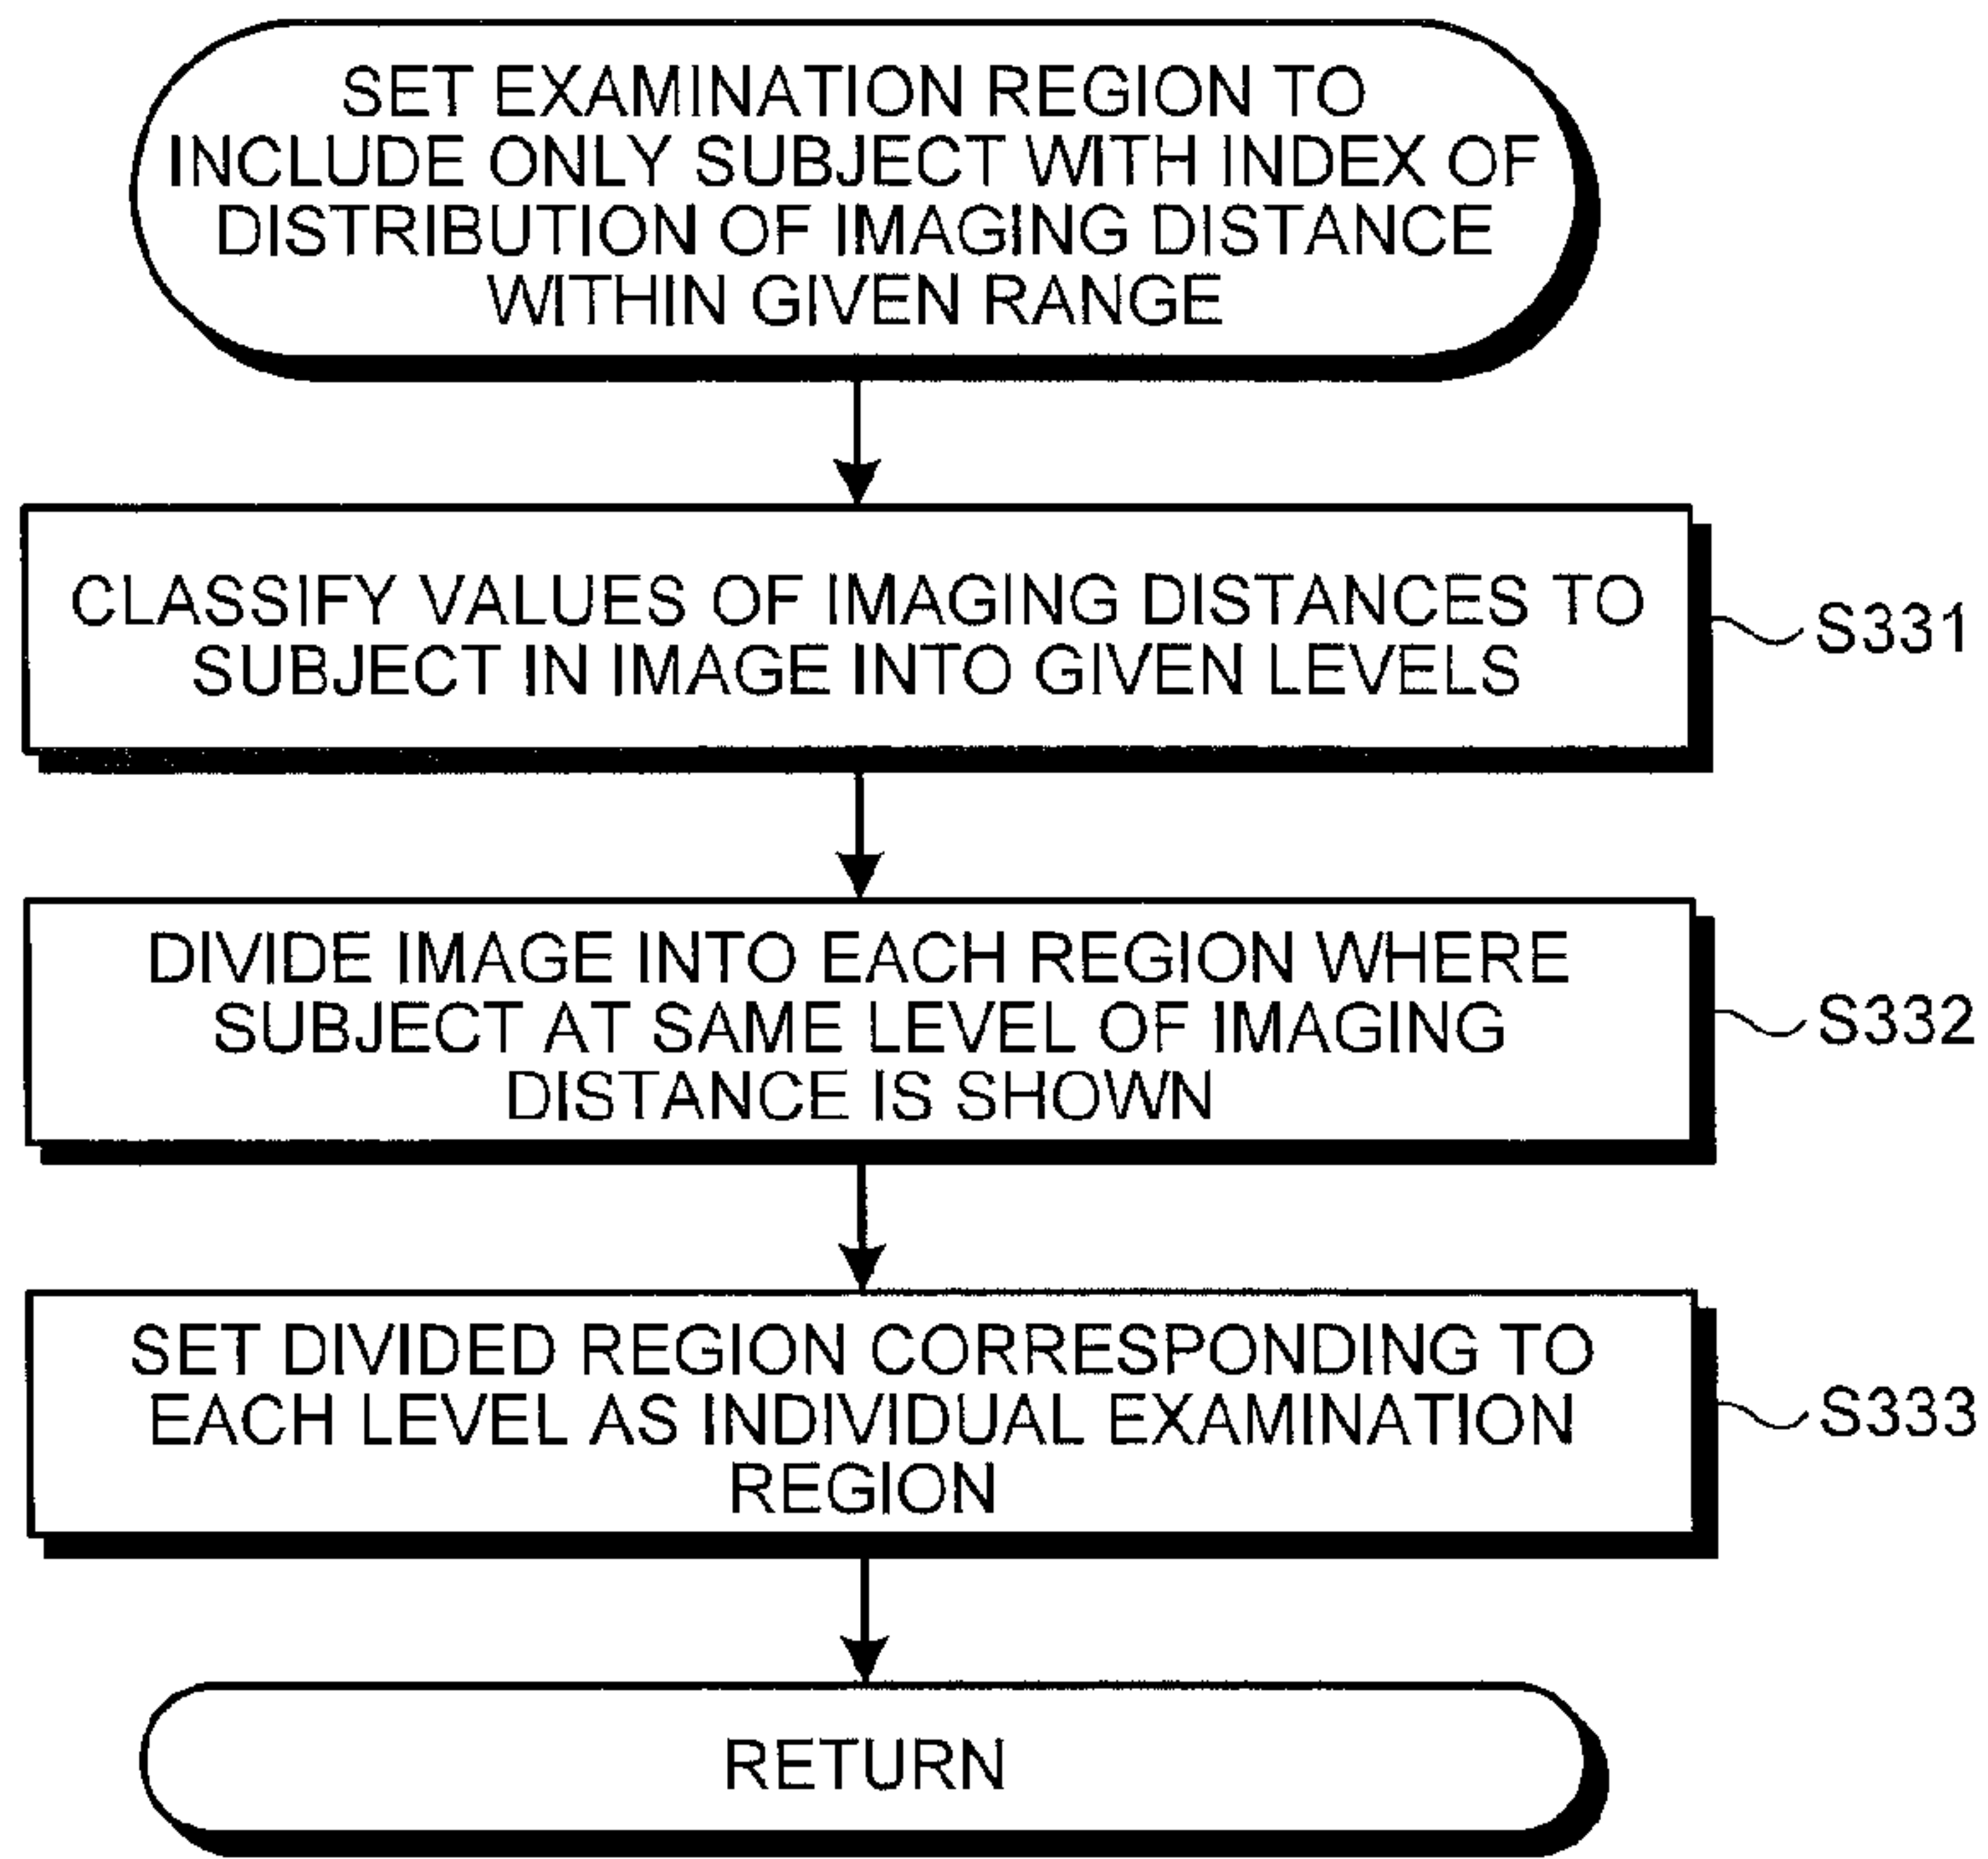 SET EXAMINATION REGION TO
INCLUDE ONLY SUBJECT WITH INDEX OF
DISTRIBUTION OF IMAGING DISTANCE
WITHIN GIVEN RANGE
CLASSIFY VALUES OF IMAGING DISTANCES TO
SUBJECT IN IMAGE INTO GIVEN LEVELS
S331
DIVIDE IMAGE INTO EACH REGION WHERE
SUBJECT AT SAME LEVEL OF IMAGING
DISTANCE IS SHOWN
S332
SET DIVIDED REGION CORRESPONDING TO
EACH LEVEL AS INDIVIDUAL EXAMINATION
REGION
S333
RETURN